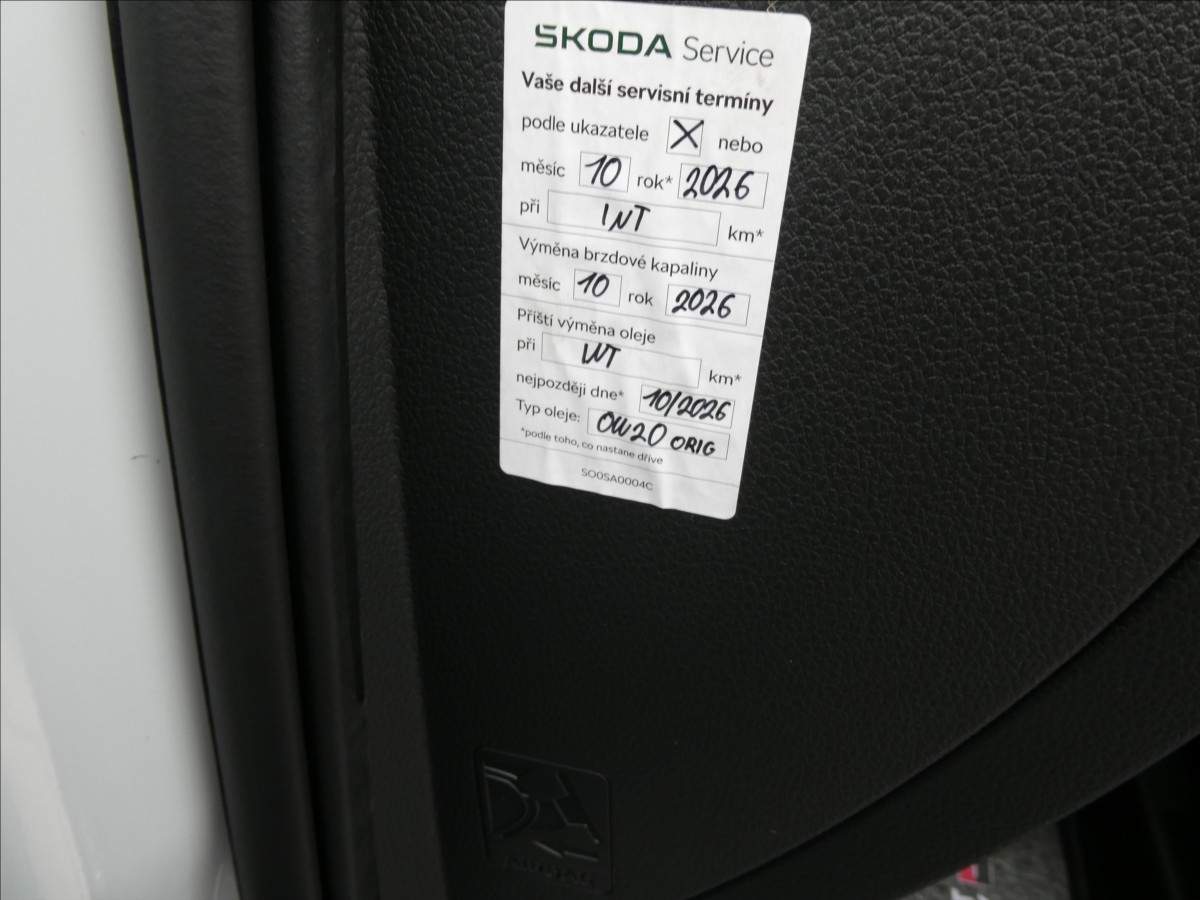 ŠKODA Service
Vaše další servisní termíny
podle ukazatele X nebo
měsíc 10 rok* 2026
při INT km*
Výměna brzdové kapaliny
měsíc 10 rok 2026
Příští výměna oleje
při INT km*
nejpozději dne* 10/2026
Typ oleje: 0W20 ORIG
*podle toho, co nastane dříve
SO0SA0004C
AIRBAG